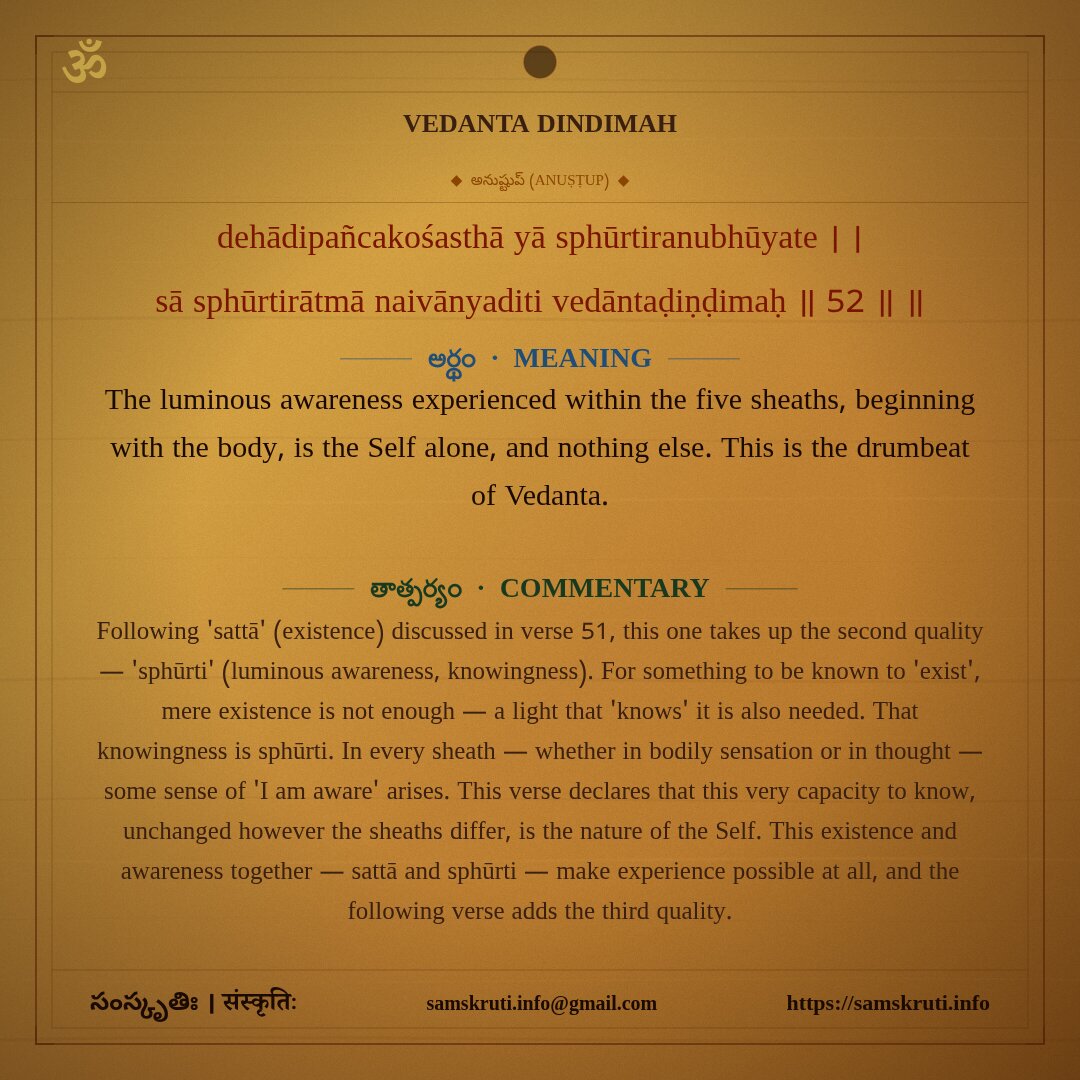 ॐ
VEDANTA DINDIMAH
◆ అనుష్టుప్ (ANUṢṬUP) ◆
dehādipañcakośasthā yā sphūrtiranubhūyate | |
sā sphūrtirātmā naivānyaditi vedāntaḍiṇḍimaḥ ‖ 52 ‖ ‖
అర్థం · MEANING
The luminous awareness experienced within the five sheaths, beginning
with the body, is the Self alone, and nothing else. This is the drumbeat
of Vedanta.
తాత్పర్యం · COMMENTARY
Following 'sattā' (existence) discussed in verse 51, this one takes up the second quality
— 'sphūrti' (luminous awareness, knowingness). For something to be known to 'exist',
mere existence is not enough — a light that 'knows' it is also needed. That
knowingness is sphūrti. In every sheath — whether in bodily sensation or in thought —
some sense of 'I am aware' arises. This verse declares that this very capacity to know,
unchanged however the sheaths differ, is the nature of the Self. This existence and
awareness together — sattā and sphūrti — make experience possible at all, and the
following verse adds the third quality.
సంస్కృతిః | संस्कृतिः samskruti.info@gmail.com https://samskruti.info